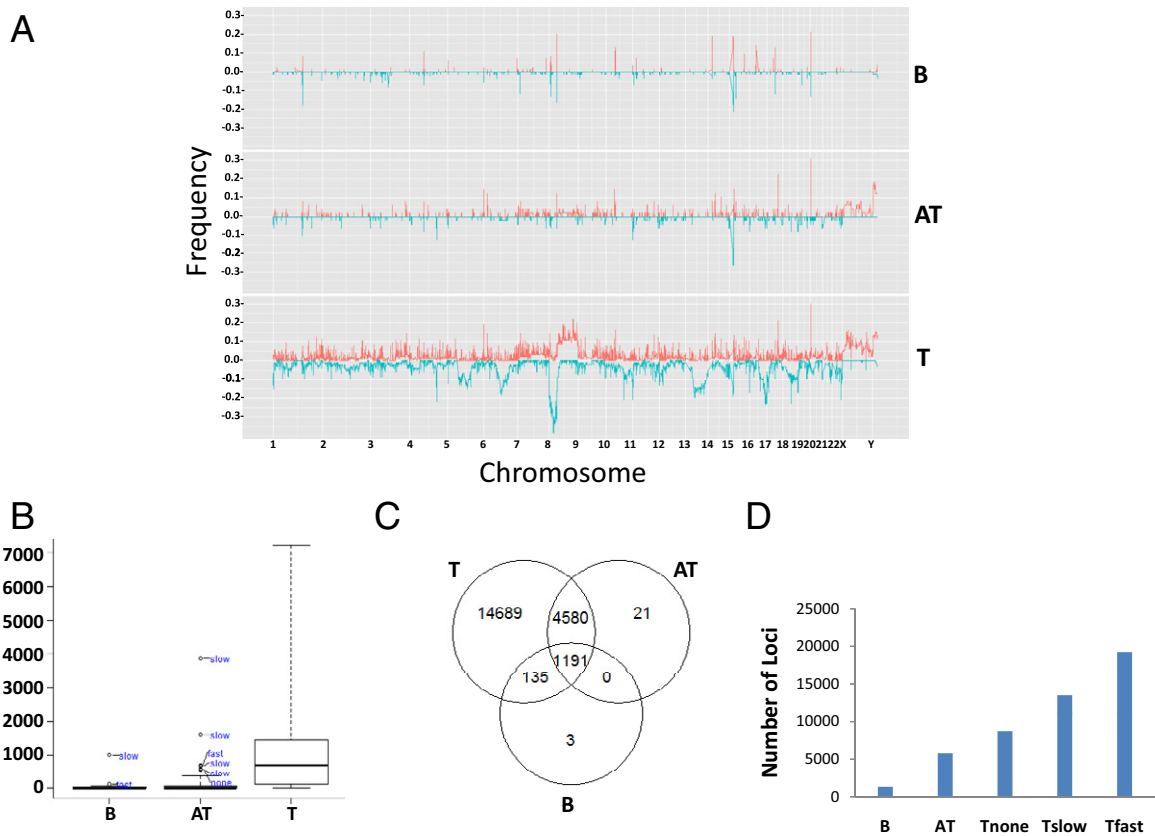 A
Frequency
0.3-
0.2-
0.1-
0.0-
-0.1-
-0.2-
-0.3-
B
0.3-
0.2-
0.1-
0.0-
-0.1-
-0.2-
-0.3-
AT
0.3-
0.2-
0.1-
0.0-
-0.1-
-0.2-
-0.3-
T
1 2 3 4 5 6 7 8 9 10 11 12 13 14 15 16 17 18 19202122X Y
Chromosome
B
7000
6000
5000
4000
3000
2000
1000
0
slow
fast
slow
slow
fast
slow
slow
none
B AT T
C
T AT
14689 4580 21
1191
135 0
3
B
D
Number of Loci
25000
20000
15000
10000
5000
0
B AT Tnone Tslow Tfast